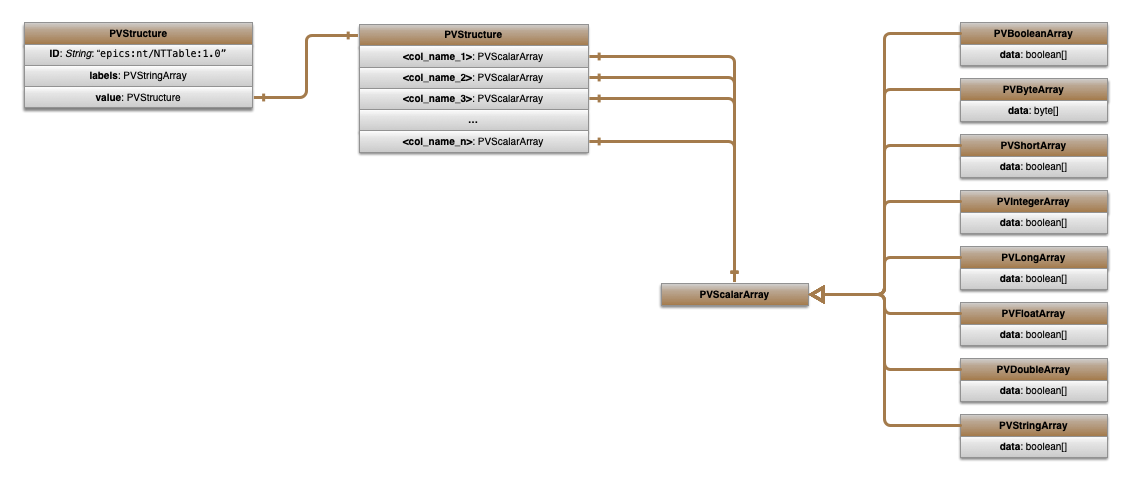 PVStructure
ID: String: “epics:nt/NTTable:1.0”
labels: PVStringArray
value: PVStructure
PVStructure
<col_name_1>: PVScalarArray
<col_name_2>: PVScalarArray
<col_name_3>: PVScalarArray
...
<col_name_n>: PVScalarArray
PVScalarArray
PVBooleanArray
data: boolean[]
PVByteArray
data: byte[]
PVShortArray
data: boolean[]
PVIntegerArray
data: boolean[]
PVLongArray
data: boolean[]
PVFloatArray
data: boolean[]
PVDoubleArray
data: boolean[]
PVStringArray
data: boolean[]